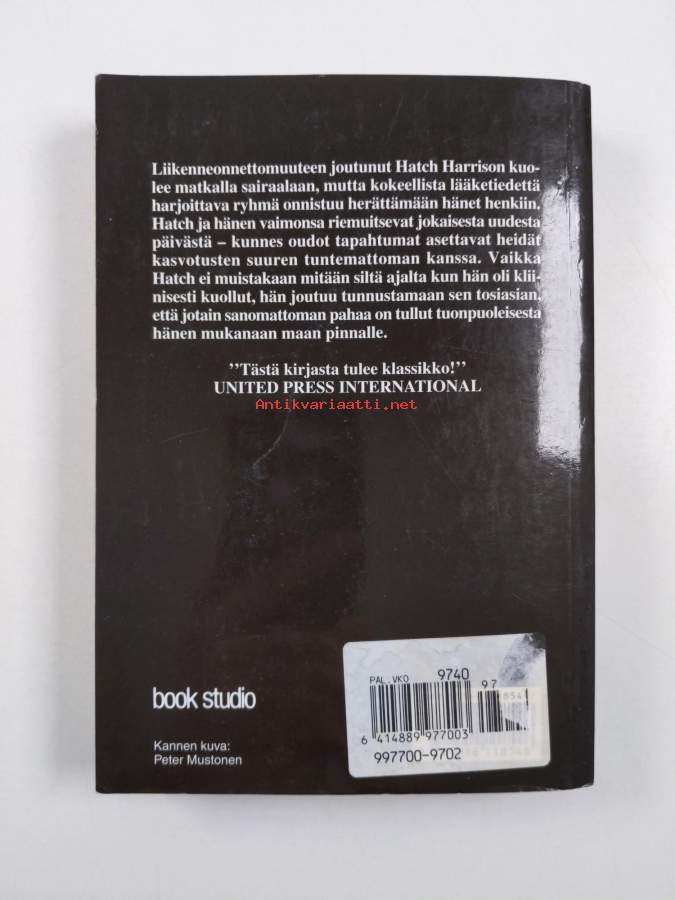 Liikenneonnettomuuteen joutunut Hatch Harrison kuo-
lee matkalla sairaalaan, mutta kokeellista lääketiedettä
harjoittava ryhmä onnistuu herättämään hänet henkiin.
Hatch ja hänen vaimonsa riemuitsevat jokaisesta uudesta
päivästä – kunnes oudot tapahtumat asettavat heidät
kasvotusten suuren tuntemattoman kanssa. Vaikka
Hatch ei muistakaan mitään siltä ajalta kun hän oli klii-
nisesti kuollut, hän joutuu tunnustamaan sen tosiasian,
että jotain sanomattoman pahaa on tullut tuonpuoleisesta
hänen mukanaan maan pinnalle.
"Tästä kirjasta tulee klassikko!"
UNITED PRESS INTERNATIONAL
Antikvariaatti.net
book studio
Kannen kuva:
Peter Mustonen
PAL.VKO 9740
97
6 414889 977003
997700-9702